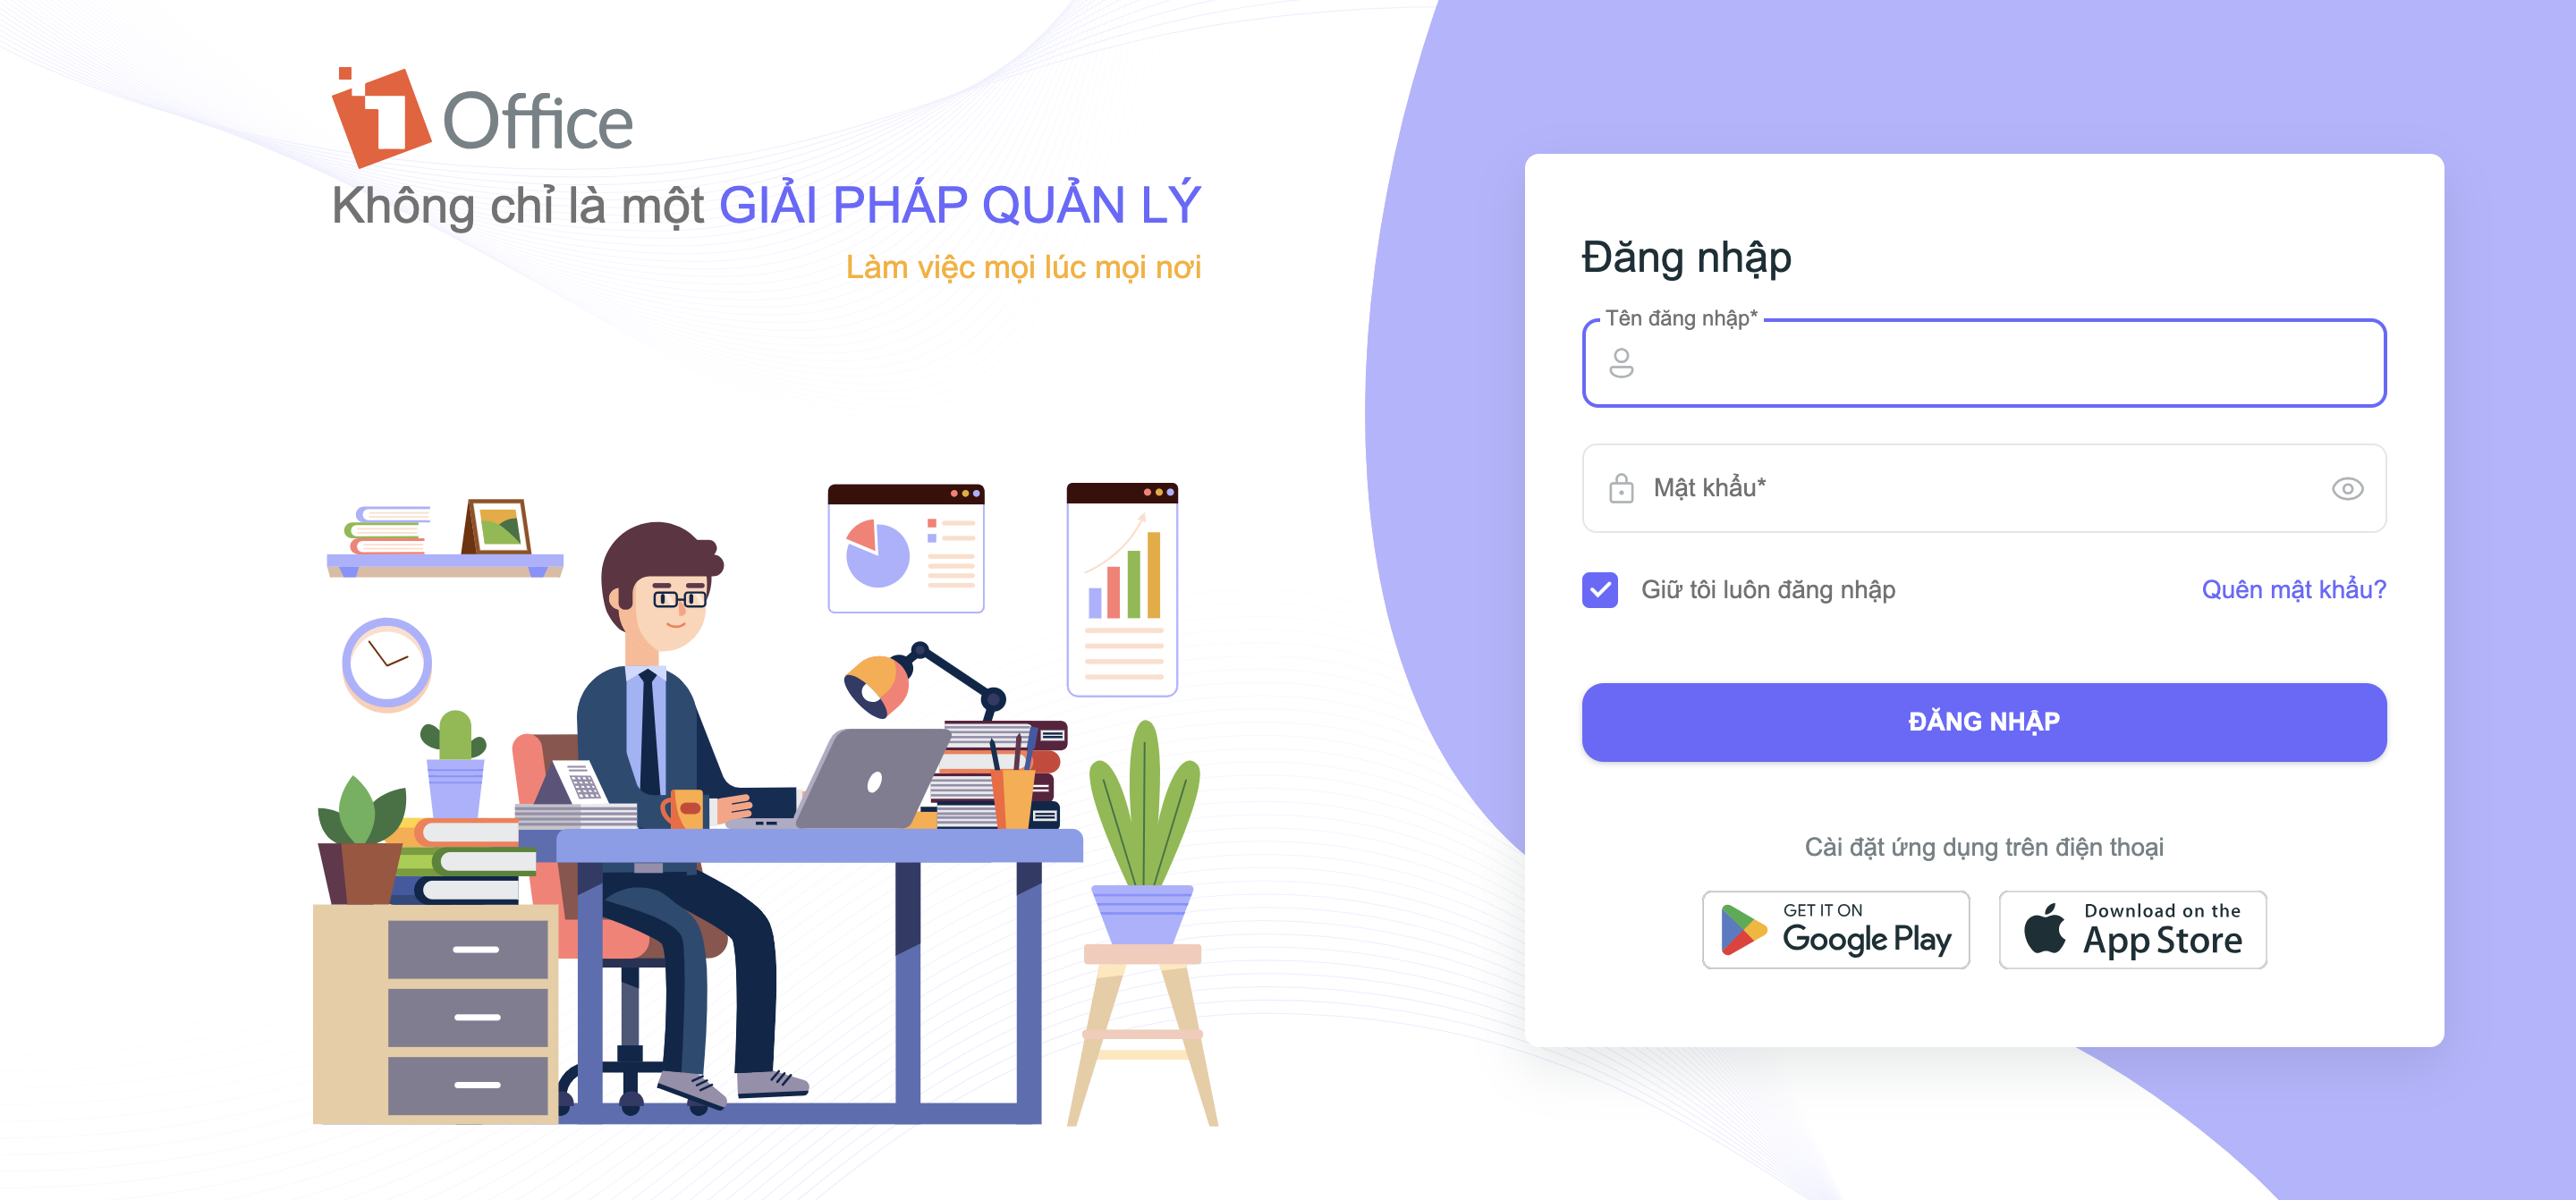 1Office
Không chỉ là một GIẢI PHÁP QUẢN LÝ
Làm việc mọi lúc mọi nơi
Đăng nhập
Tên đăng nhập*
Mật khẩu*
Giữ tôi luôn đăng nhập
Quên mật khẩu?
ĐĂNG NHẬP
Cài đặt ứng dụng trên điện thoại
GET IT ON
Google Play
Download on the
App Store